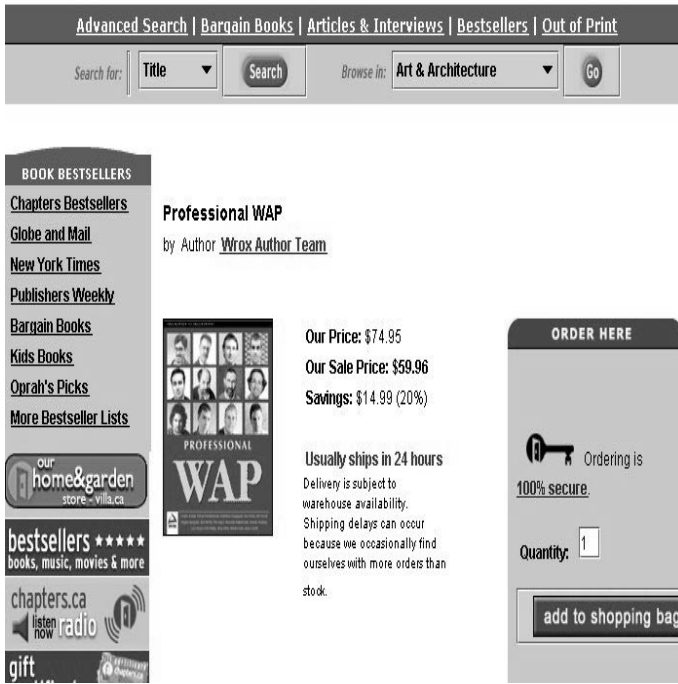 Advanced Search | Bargain Books | Articles & Interviews | Bestsellers | Out of Print
Search for: Title Search Browse in: Art & Architecture Go
BOOK BESTSELLERS
Chapters Bestsellers
Globe and Mail
New York Times
Publishers Weekly
Bargain Books
Kids Books
Oprah's Picks
More Bestseller Lists
our
home&garden
store - villa.ca
bestsellers
books, music, movies & more
chapters.ca
listen
now radio
gift
Professional WAP
by Author Wrox Author Team
PROFESSIONAL
WAP
Our Price: $74.95
Our Sale Price: $59.96
Savings: $14.99 (20%)
Usually ships in 24 hours
Delivery is subject to
warehouse availability.
Shipping delays can occur
because we occasionally find
ourselves with more orders than
stock.
ORDER HERE
Ordering is
100% secure.
Quantity: 1
add to shopping bag